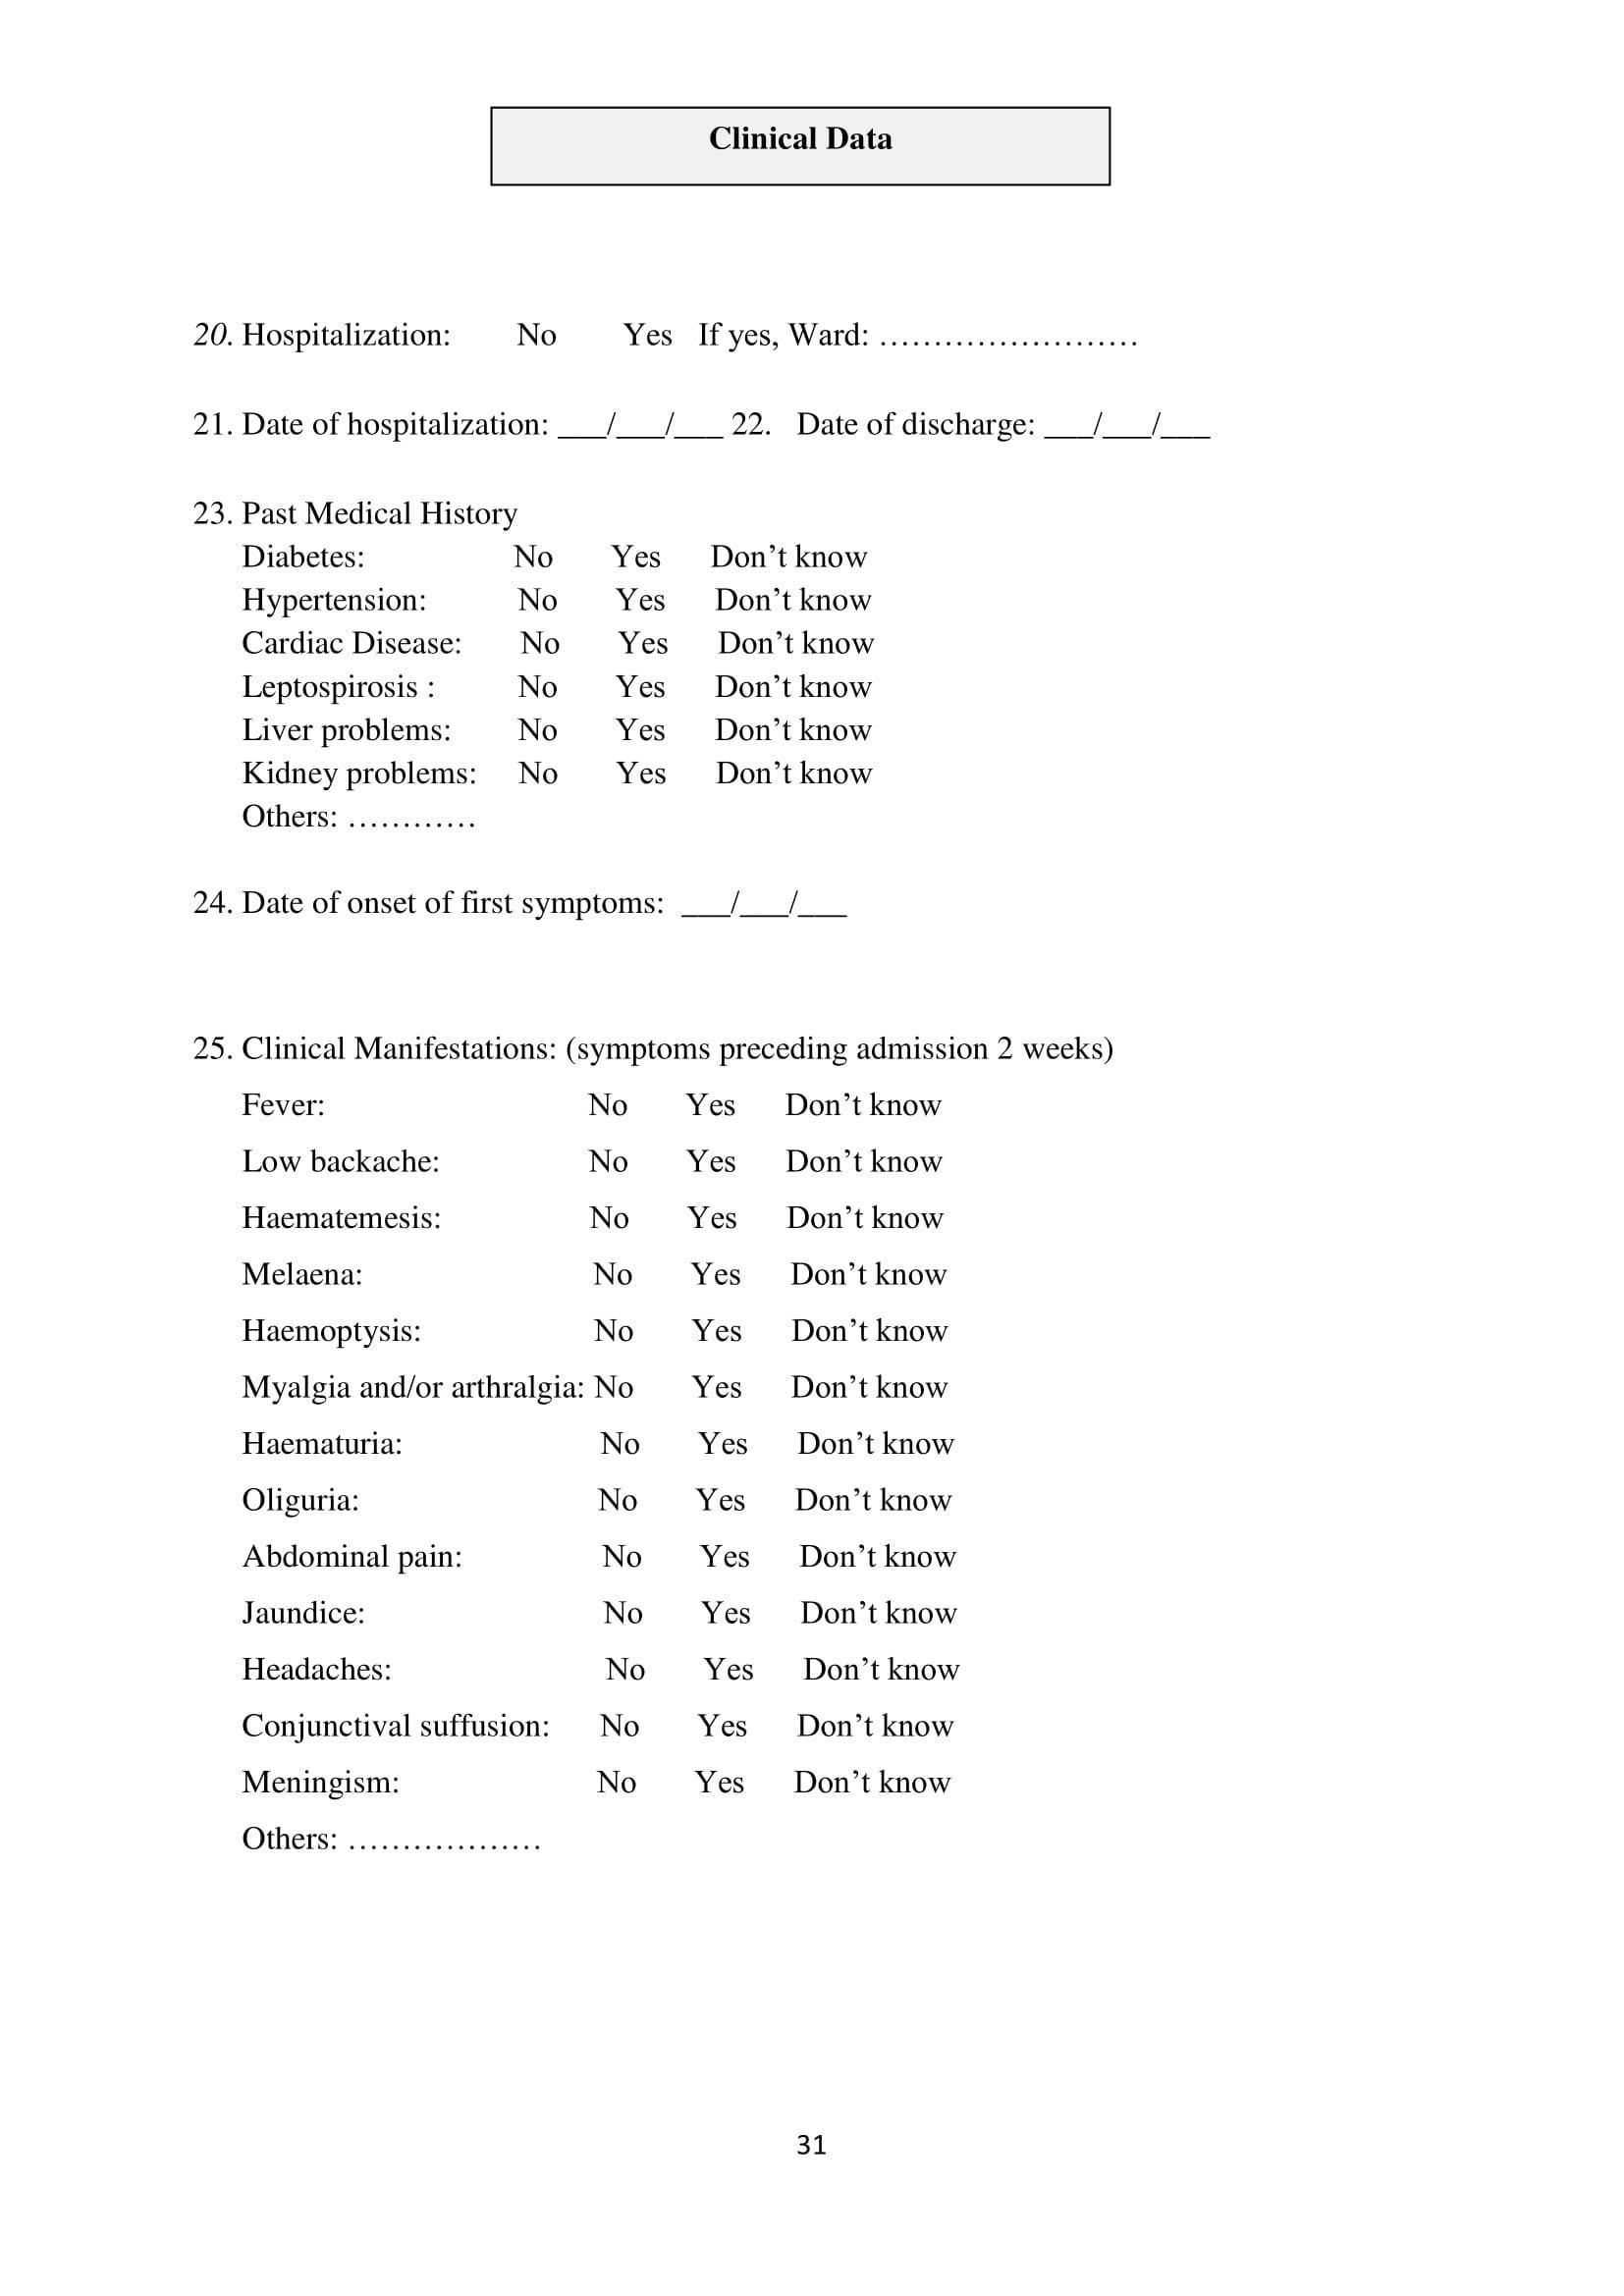 Clinical Data
20. Hospitalization: No Yes If yes, Ward: ……………………
21. Date of hospitalization: ___/___/___ 22. Date of discharge: ___/___/___
23. Past Medical History
Diabetes: No Yes Don’t know
Hypertension: No Yes Don’t know
Cardiac Disease: No Yes Don’t know
Leptospirosis : No Yes Don’t know
Liver problems: No Yes Don’t know
Kidney problems: No Yes Don’t know
Others: …………
24. Date of onset of first symptoms: ___/___/___
25. Clinical Manifestations: (symptoms preceding admission 2 weeks)
Fever: No Yes Don’t know
Low backache: No Yes Don’t know
Haematemesis: No Yes Don’t know
Melaena: No Yes Don’t know
Haemoptysis: No Yes Don’t know
Myalgia and/or arthralgia: No Yes Don’t know
Haematuria: No Yes Don’t know
Oliguria: No Yes Don’t know
Abdominal pain: No Yes Don’t know
Jaundice: No Yes Don’t know
Headaches: No Yes Don’t know
Conjunctival suffusion: No Yes Don’t know
Meningism: No Yes Don’t know
Others: ………………
31